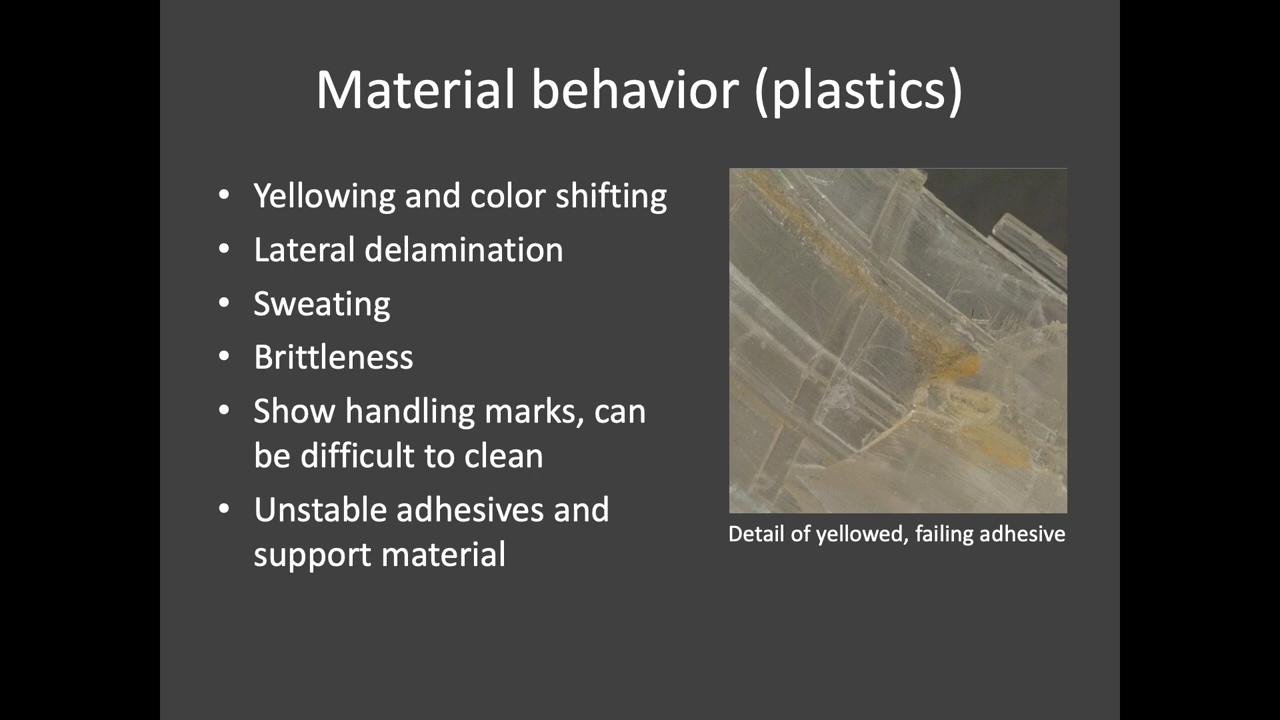 Material behavior (plastics)
• Yellowing and color shifting
• Lateral delamination
• Sweating
• Brittleness
• Show handling marks, can
be difficult to clean
• Unstable adhesives and
support material
Detail of yellowed, failing adhesive